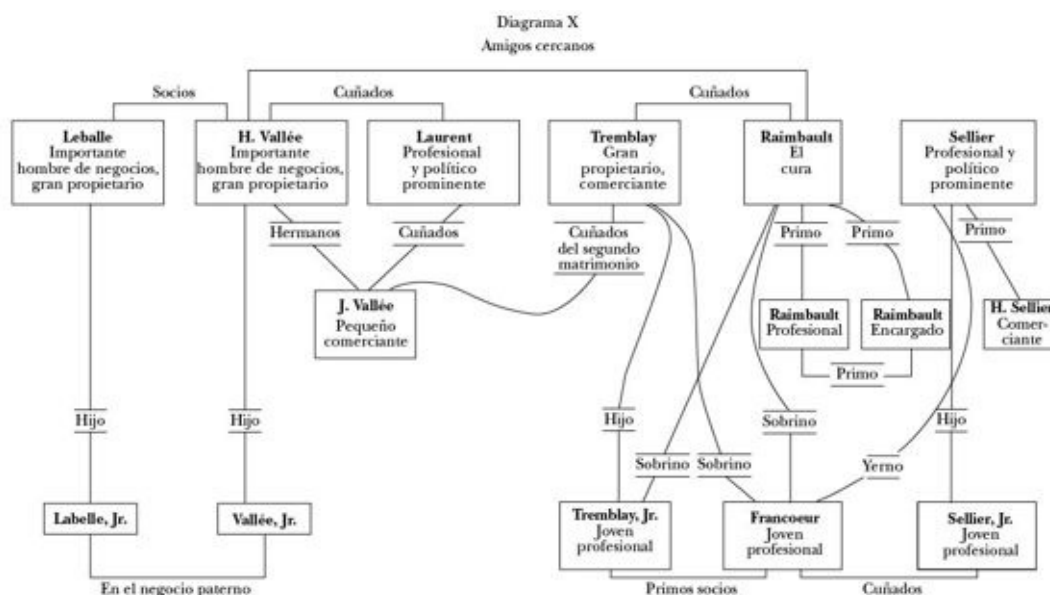 Diagrama X
Amigos cercanos
Socios
Cuñados
Cuñados
Leballe
Importante
hombre de negocios,
gran propietario
H. Vallée
Importante
hombre de negocios,
gran propietario
Laurent
Profesional
y político
prominente
Tremblay
Gran
propietario,
comerciante
Raimbault
El
cura
Sellier
Profesional y
político
prominente
Hermanos
Cuñados
Cuñados
del segundo
matrimonio
Primo
Primo
Primo
J. Vallée
Pequeño
comerciante
Raimbault
Profesional
Raimbault
Encargado
H. Sellier
Comer-
ciante
Primo
Hijo
Hijo
Hijo
Sobrino
Hijo
Sobrino
Sobrino
Yerno
Labelle, Jr.
Vallée, Jr.
Tremblay, Jr.
Joven
profesional
Francoeur
Joven
profesional
Sellier, Jr.
Joven
profesional
En el negocio paterno
Primos socios
Cuñados